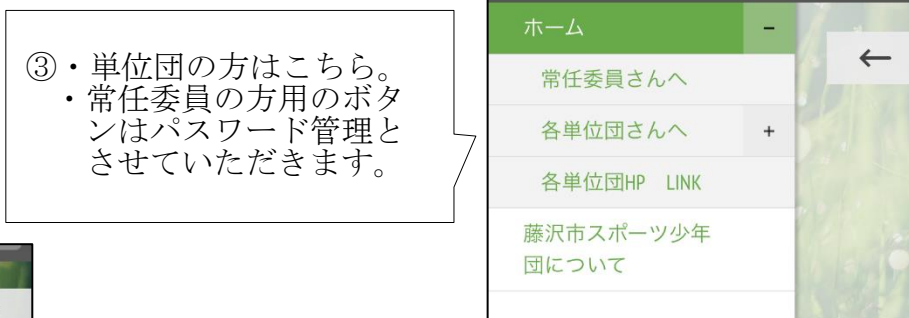 ③・単位団の方はこちら。
・常任委員の方用のボタ
ンはパスワード管理と
させていただきます。
ホーム −
常任委員さんへ
各単位団さんへ +
各単位団HP LINK
藤沢市スポーツ少年
団について
←